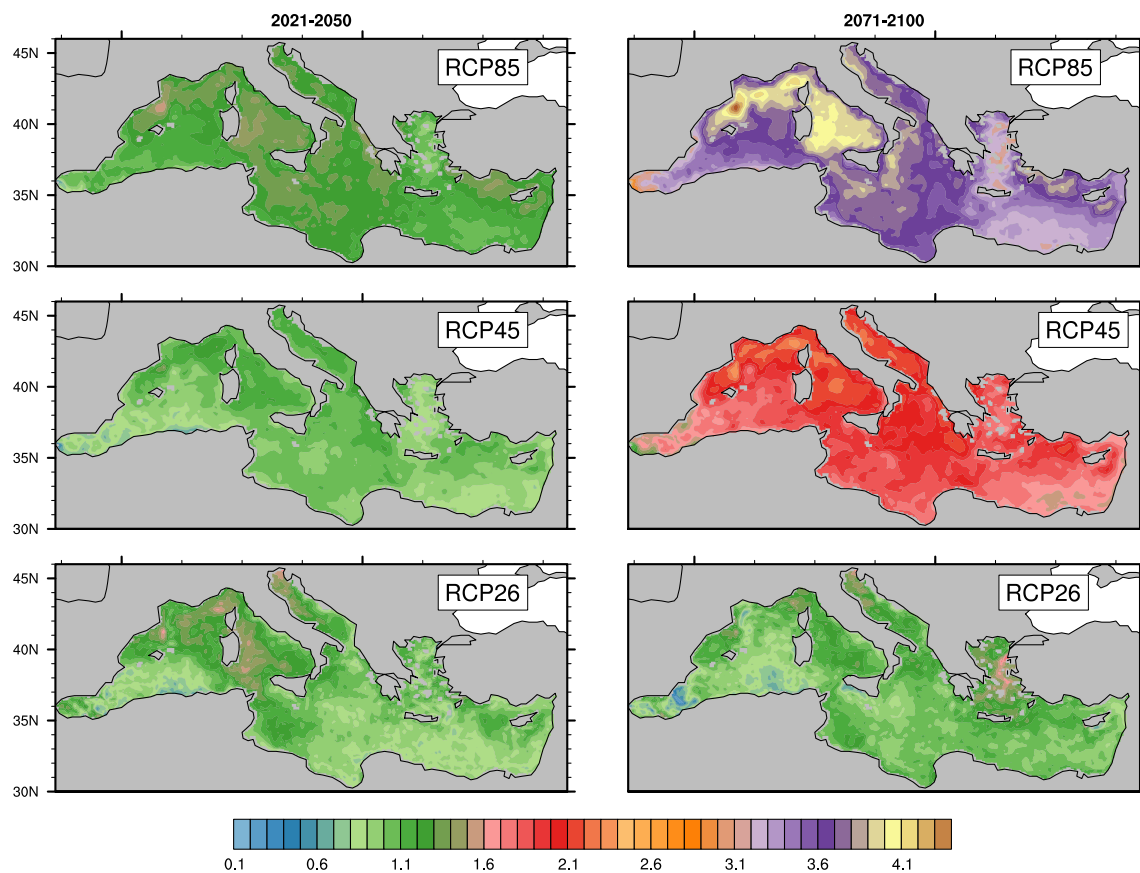 2021-2050 2071-2100
45N RCP85 RCP85
40N
35N
30N
45N RCP45 RCP45
40N
35N
30N
45N RCP26 RCP26
40N
35N
30N
0.1 0.6 1.1 1.6 2.1 2.6 3.1 3.6 4.1